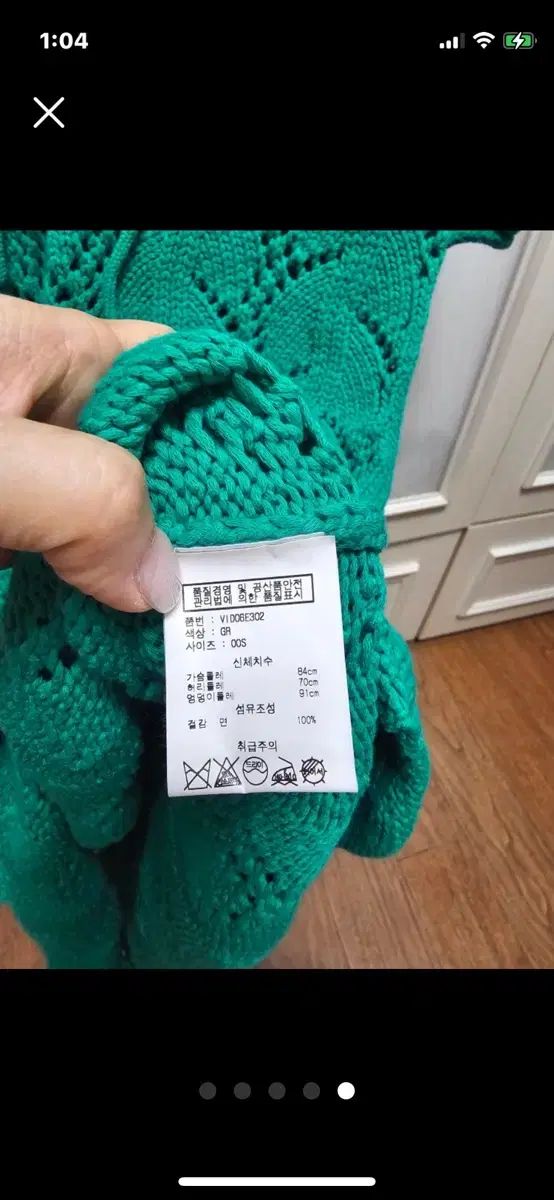 1:04
품질경영 및 공산품안전
관리법에 의한 품질표시
품번 : VID08E302
색상 : GR
사이즈 : 00S
신체치수
가슴둘레 84cm
허리둘레 70cm
엉덩이둘레 91cm
섬유조성
겉감 면 100%
취급주의
드라이